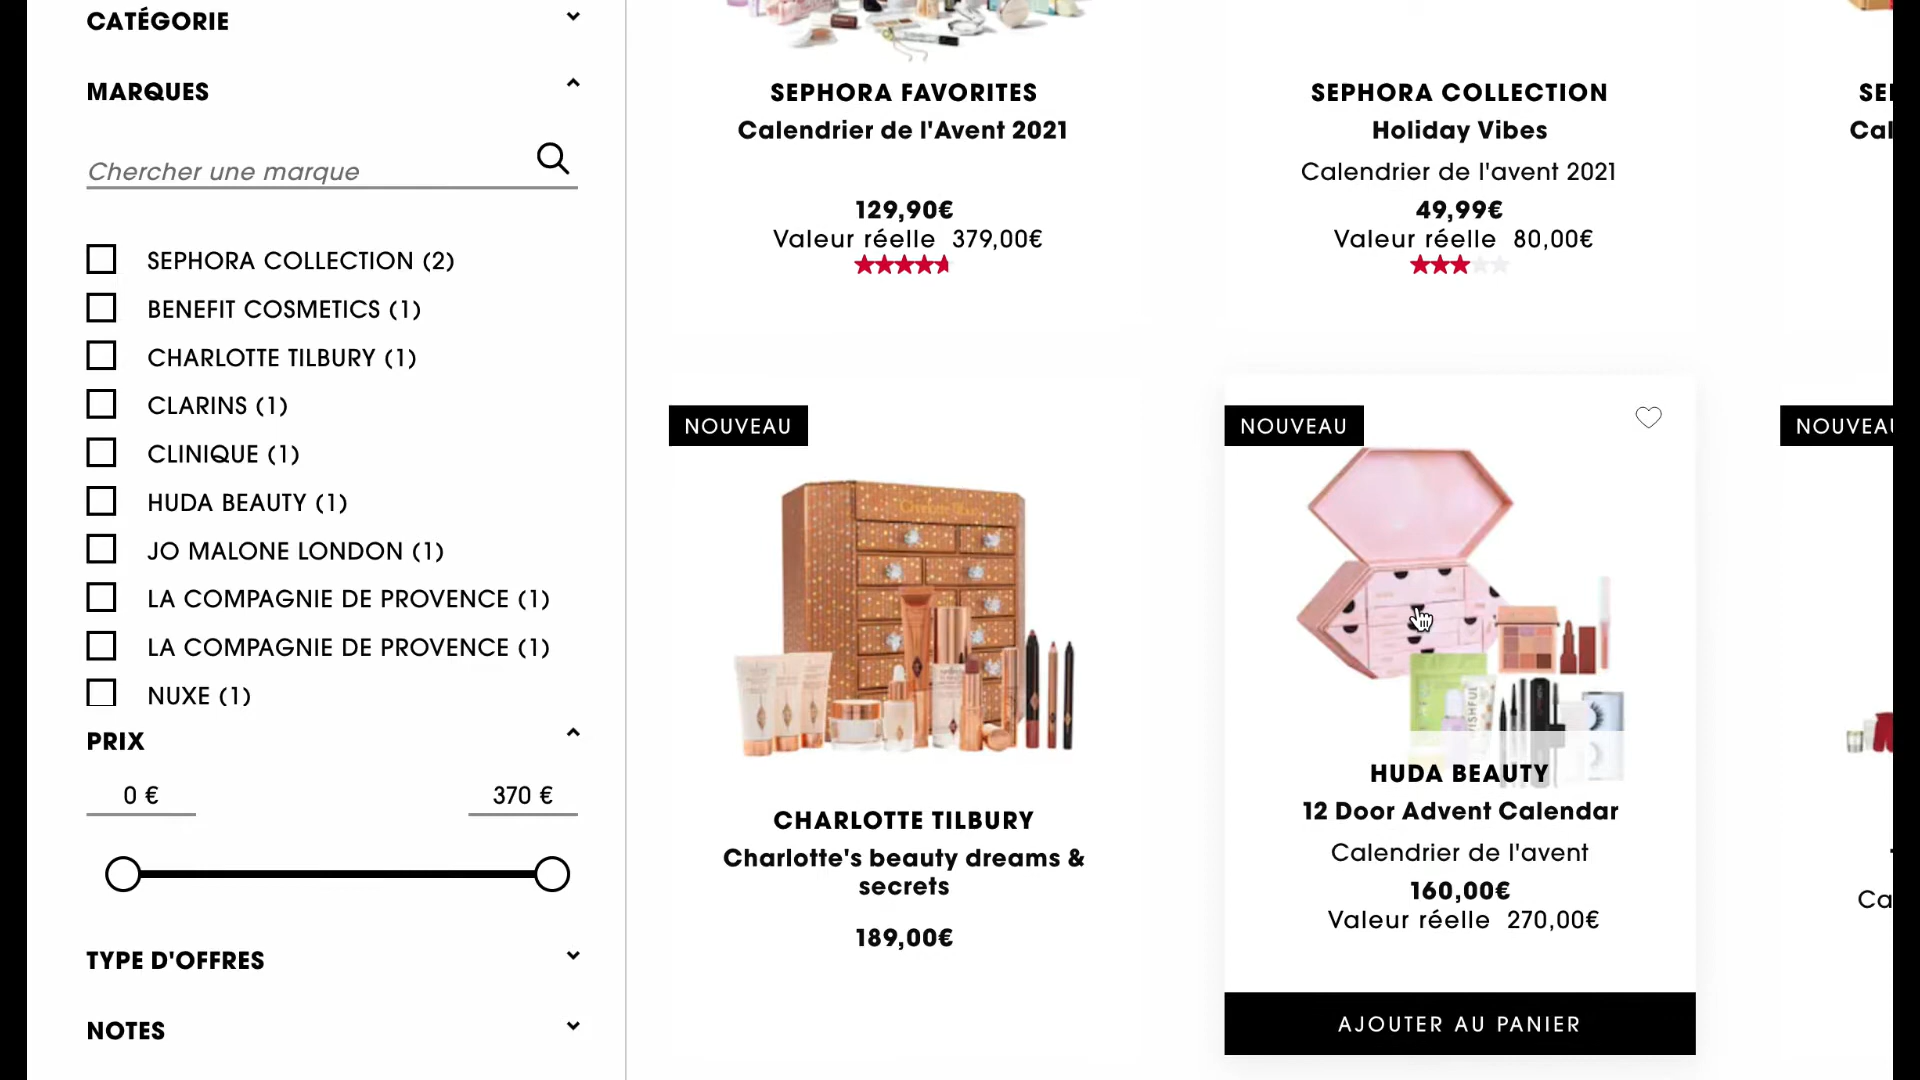 CATÉGORIE
MARQUES
Chercher une marque
SEPHORA COLLECTION (2)
BENEFIT COSMETICS (1)
CHARLOTTE TILBURY (1)
CLARINS (1)
CLINIQUE (1)
HUDA BEAUTY (1)
JO MALONE LONDON (1)
LA COMPAGNIE DE PROVENCE (1)
LA COMPAGNIE DE PROVENCE (1)
NUXE (1)
PRIX
0 €
370 €
TYPE D'OFFRES
NOTES
SEPHORA FAVORITES
Calendrier de l'Avent 2021
129,90€
Valeur réelle 379,00€
SEPHORA COLLECTION
Holiday Vibes
Calendrier de l'avent 2021
49,99€
Valeur réelle 80,00€
NOUVEAU
CHARLOTTE TILBURY
Charlotte's beauty dreams &
secrets
189,00€
NOUVEAU
HUDA BEAUTY
12 Door Advent Calendar
Calendrier de l'avent
160,00€
Valeur réelle 270,00€
AJOUTER AU PANIER